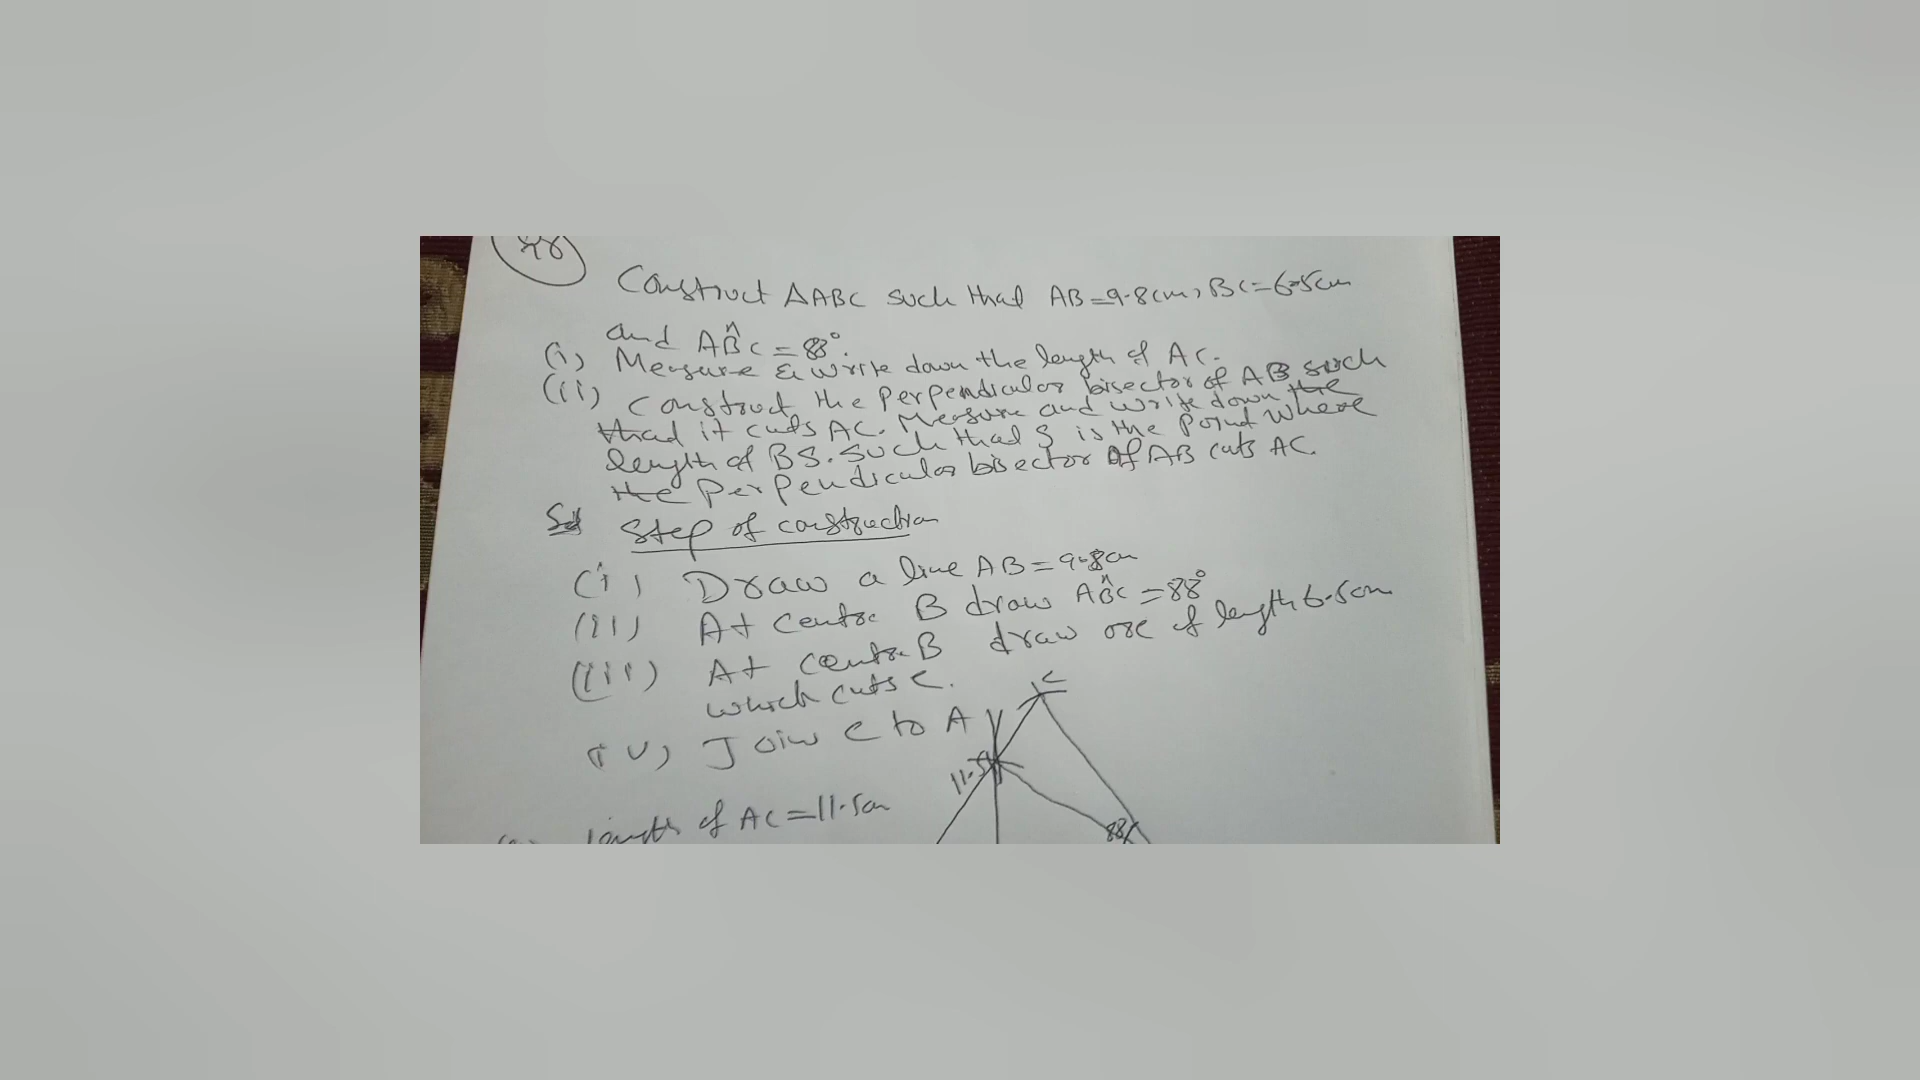 Construct ΔABC such that AB=9.8cm, BC=6.5cm
and AB̂C=88°.
(i) Measure & write down the length of AC.
(ii) Construct the perpendicular bisector of AB such
that it cuts AC. Measure and write down the
length of BS. Such that S is the point where
the perpendicular bisector of AB cuts AC.
Step of construction
(i) Draw a line AB=9.8cm
(ii) At centre B draw AB̂C=88°
(iii) At centre B draw arc of length 6.5cm
which cuts C.
(iv) Join C to A
C
11.5
88
length of AC=11.5cm